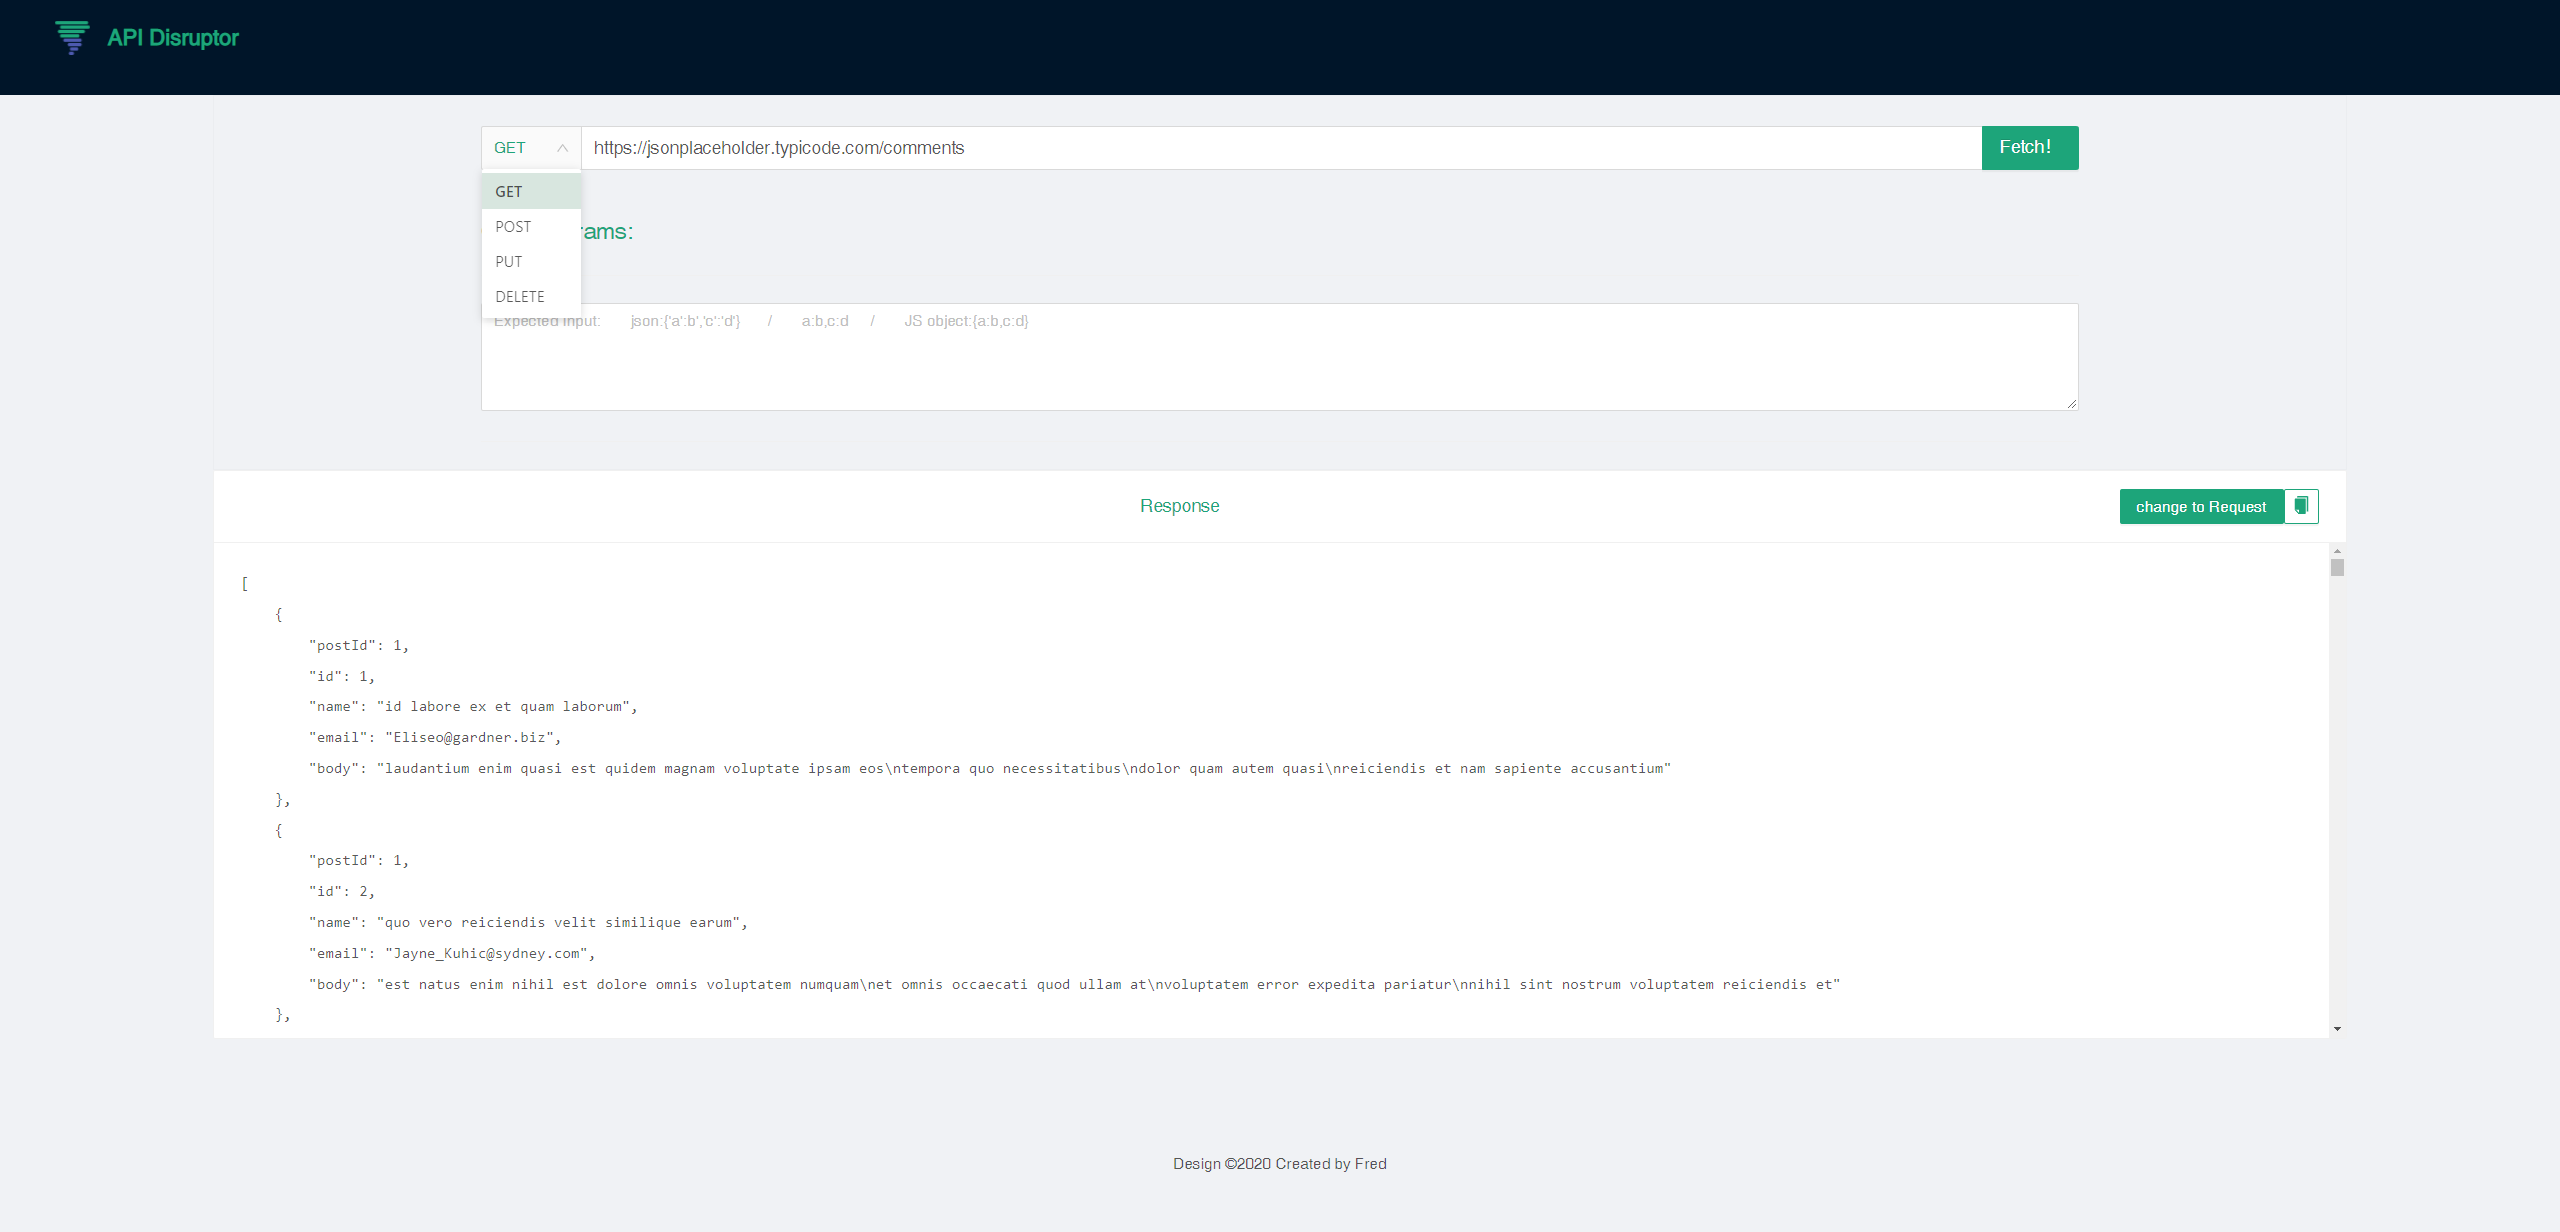 API Disruptor
GET https://jsonplaceholder.typicode.com/comments Fetch!
GET
POST
rams:
PUT
DELETE
Expected input: json:{'a':b','c':'d'} / a:b,c:d / JS object:{a:b,c:d}
Response change to Request
[
{
"postId": 1,
"id": 1,
"name": "id labore ex et quam laborum",
"email": "Eliseo@gardner.biz",
"body": "laudantium enim quasi est quidem magnam voluptate ipsam eos\ntempora quo necessitatibus\ndolor quam autem quasi\nreiciendis et nam sapiente accusantium"
},
{
"postId": 1,
"id": 2,
"name": "quo vero reiciendis velit similique earum",
"email": "Jayne_Kuhic@sydney.com",
"body": "est natus enim nihil est dolore omnis voluptatem numquam\net omnis occaecati quod ullam at\nvoluptatem error expedita pariatur\nnihil sint nostrum voluptatem reiciendis et"
},
Design ©2020 Created by Fred